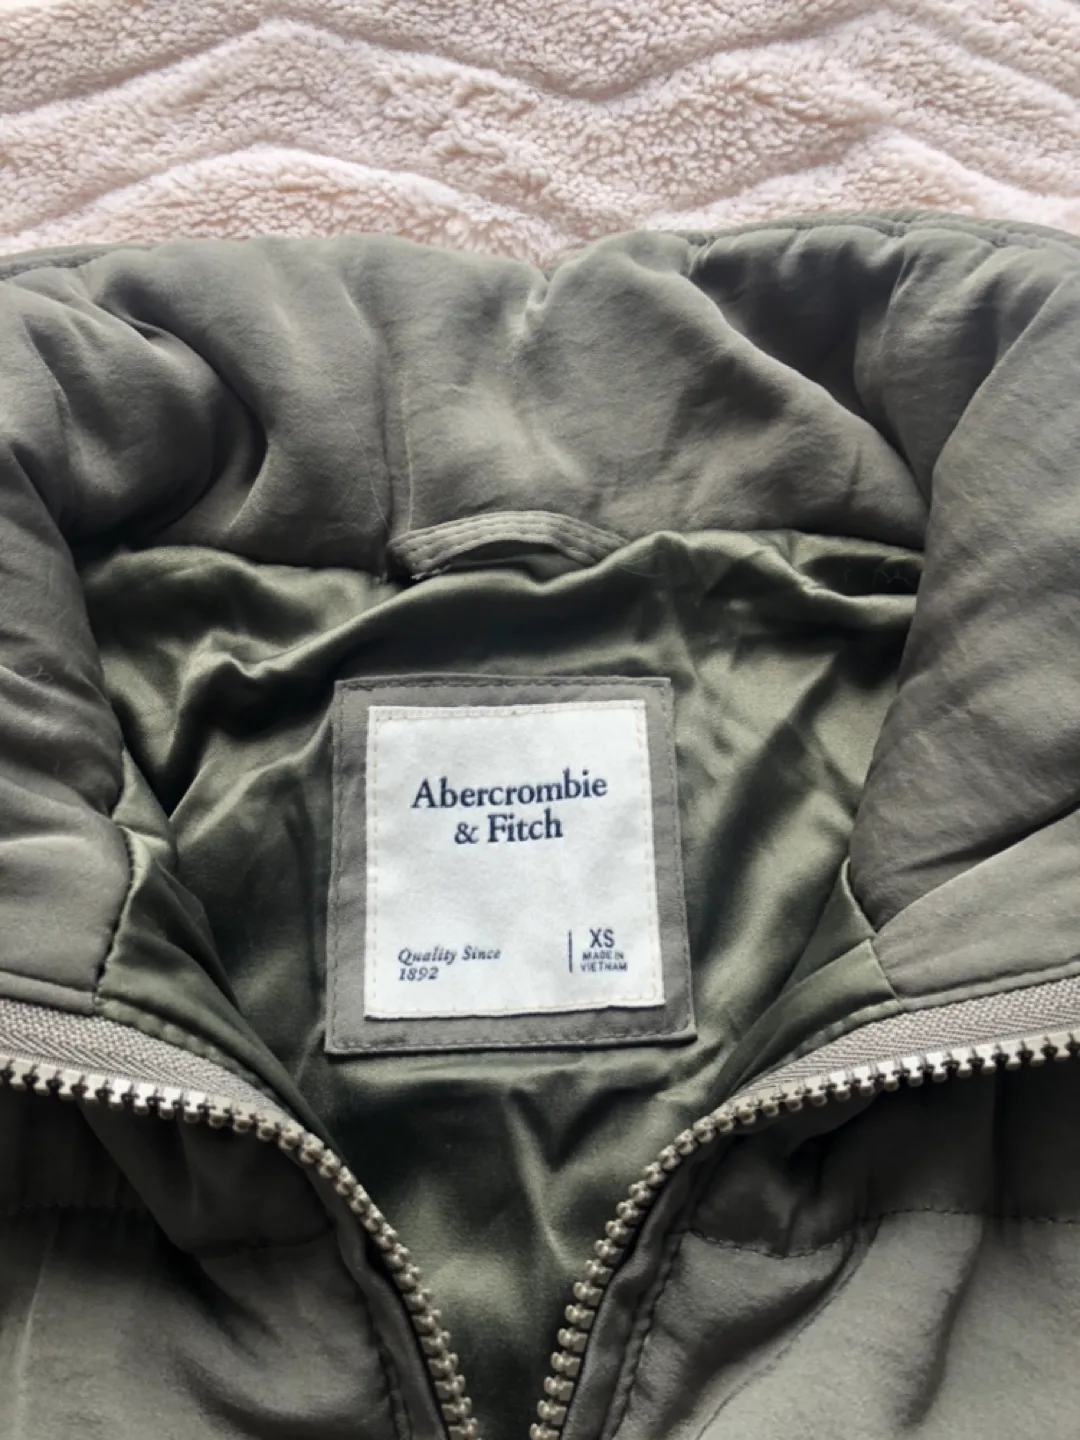 Abercrombie
& Fitch
Quality Since
1892
XS
MADE IN
VIETNAM